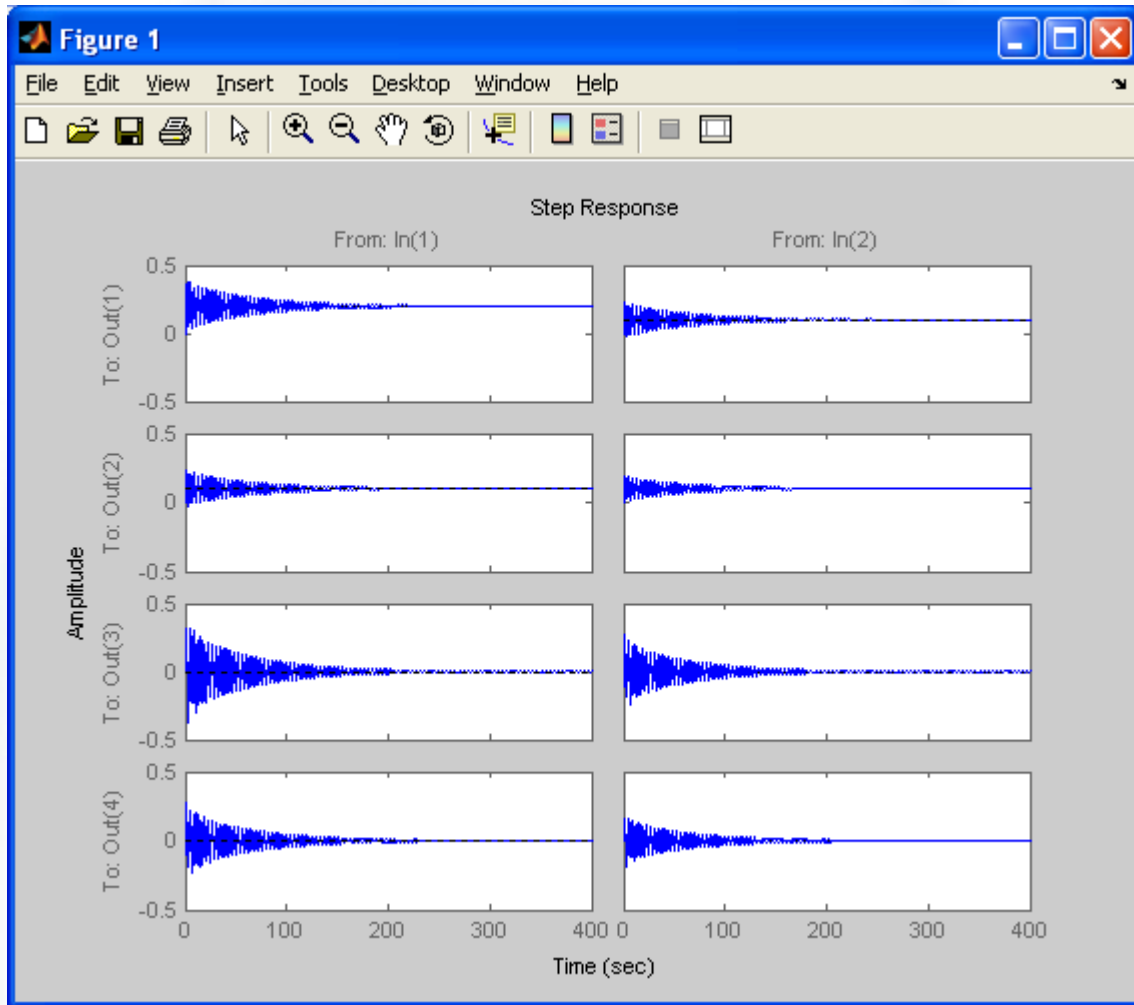 Figure 1
File Edit View Insert Tools Desktop Window Help
Step Response
From: In(1) From: In(2)
Amplitude
To: Out(1)
0.5
0
-0.5
To: Out(2)
0.5
0
-0.5
To: Out(3)
0.5
0
-0.5
To: Out(4)
0.5
0
-0.5
0 100 200 300 400 0 100 200 300 400
Time (sec)